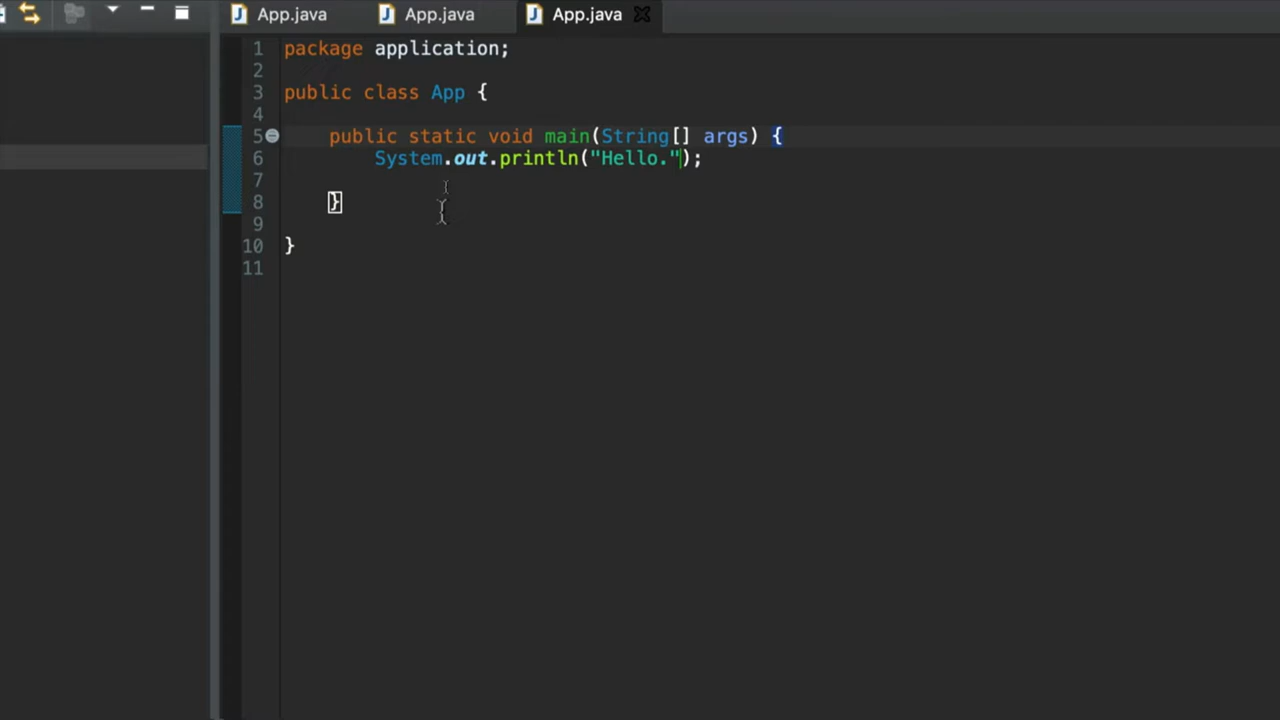 App.java App.java App.java
1 package application;
2
3 public class App {
4
5 public static void main(String[] args) {
6 System.out.println("Hello.");
7
8 }
9
10 }
11